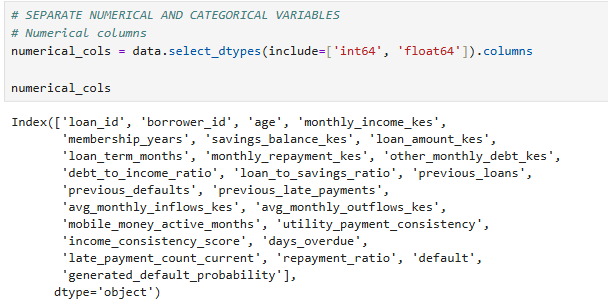 # SEPARATE NUMERICAL AND CATEGORICAL VARIABLES
# Numerical columns
numerical_cols = data.select_dtypes(include=['int64', 'float64']).columns
numerical_cols
Index(['loan_id', 'borrower_id', 'age', 'monthly_income_kes',
'membership_years', 'savings_balance_kes', 'loan_amount_kes',
'loan_term_months', 'monthly_repayment_kes', 'other_monthly_debt_kes',
'debt_to_income_ratio', 'loan_to_savings_ratio', 'previous_loans',
'previous_defaults', 'previous_late_payments',
'avg_monthly_inflows_kes', 'avg_monthly_outflows_kes',
'mobile_money_active_months', 'utility_payment_consistency',
'income_consistency_score', 'days_overdue',
'late_payment_count_current', 'repayment_ratio', 'default',
'generated_default_probability'],
dtype='object')